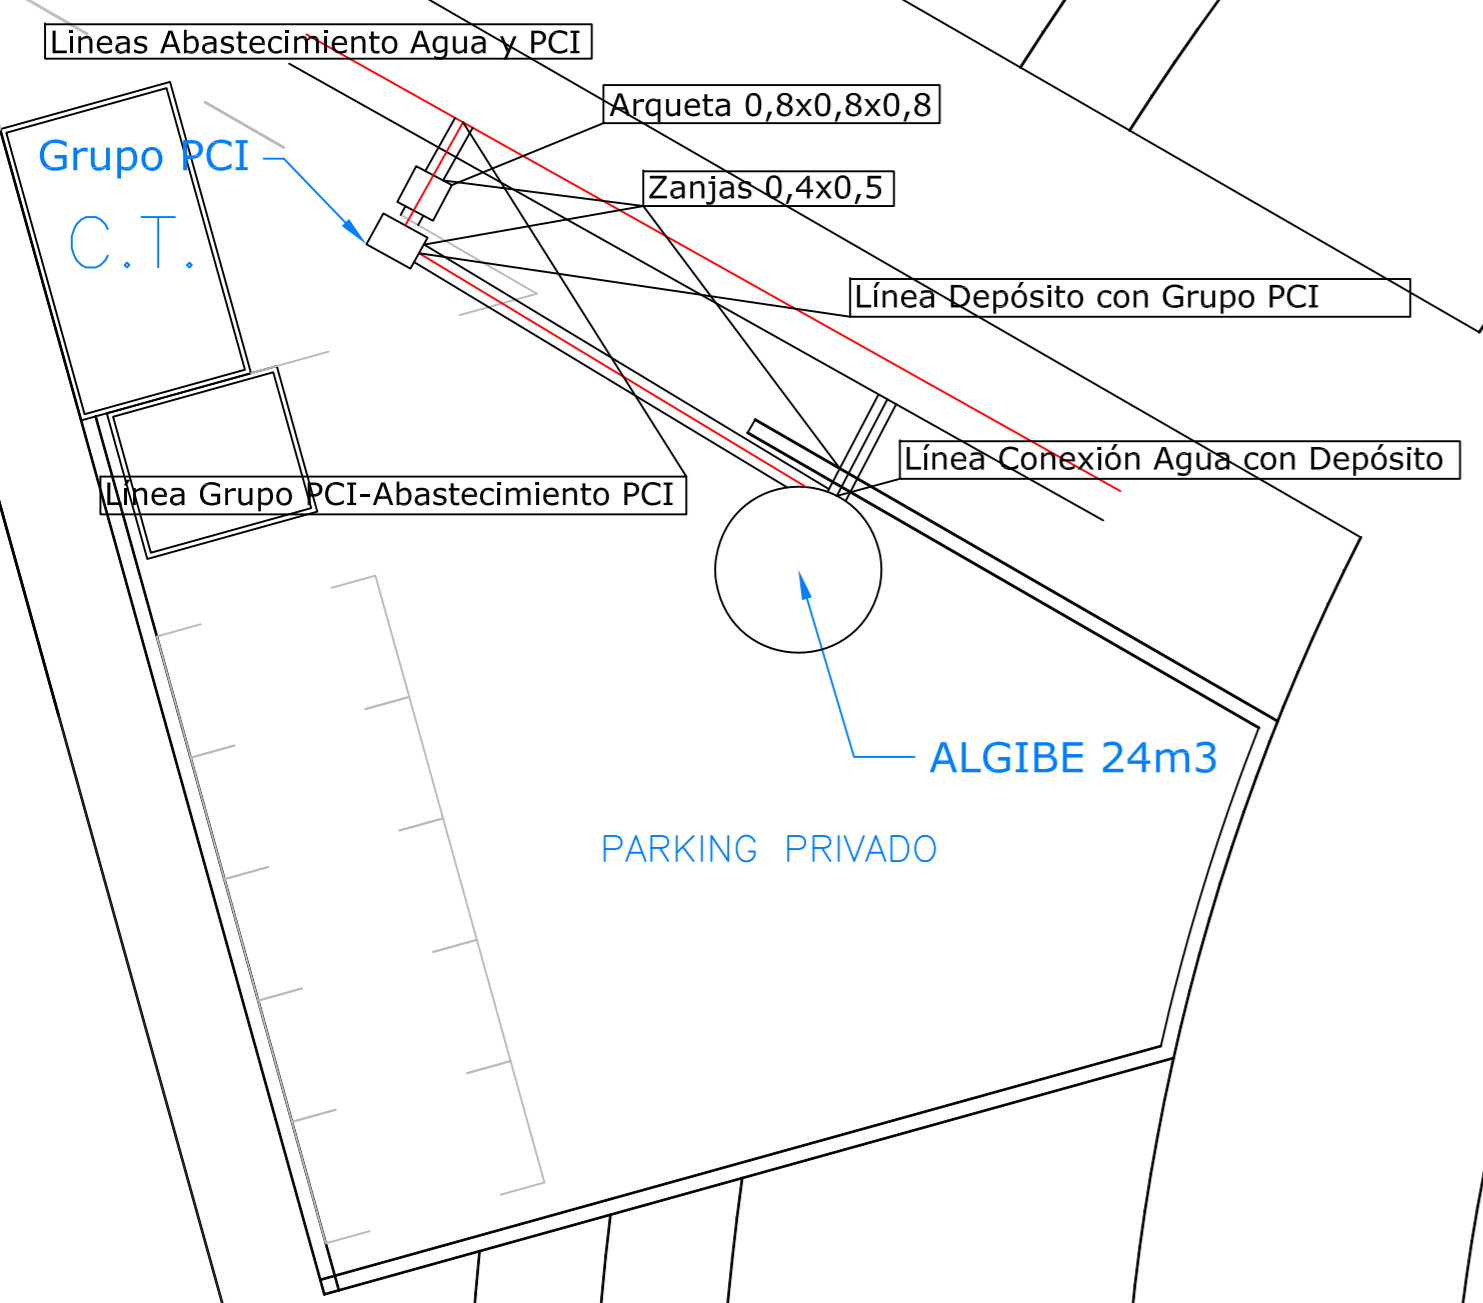 Lineas Abastecimiento Agua y PCI
Arqueta 0,8x0,8x0,8
Grupo PCI
Zanjas 0,4x0,5
C.T.
Línea Depósito con Grupo PCI
Línea Conexión Agua con Depósito
Línea Grupo PCI-Abastecimiento PCI
ALGIBE 24m3
PARKING PRIVADO